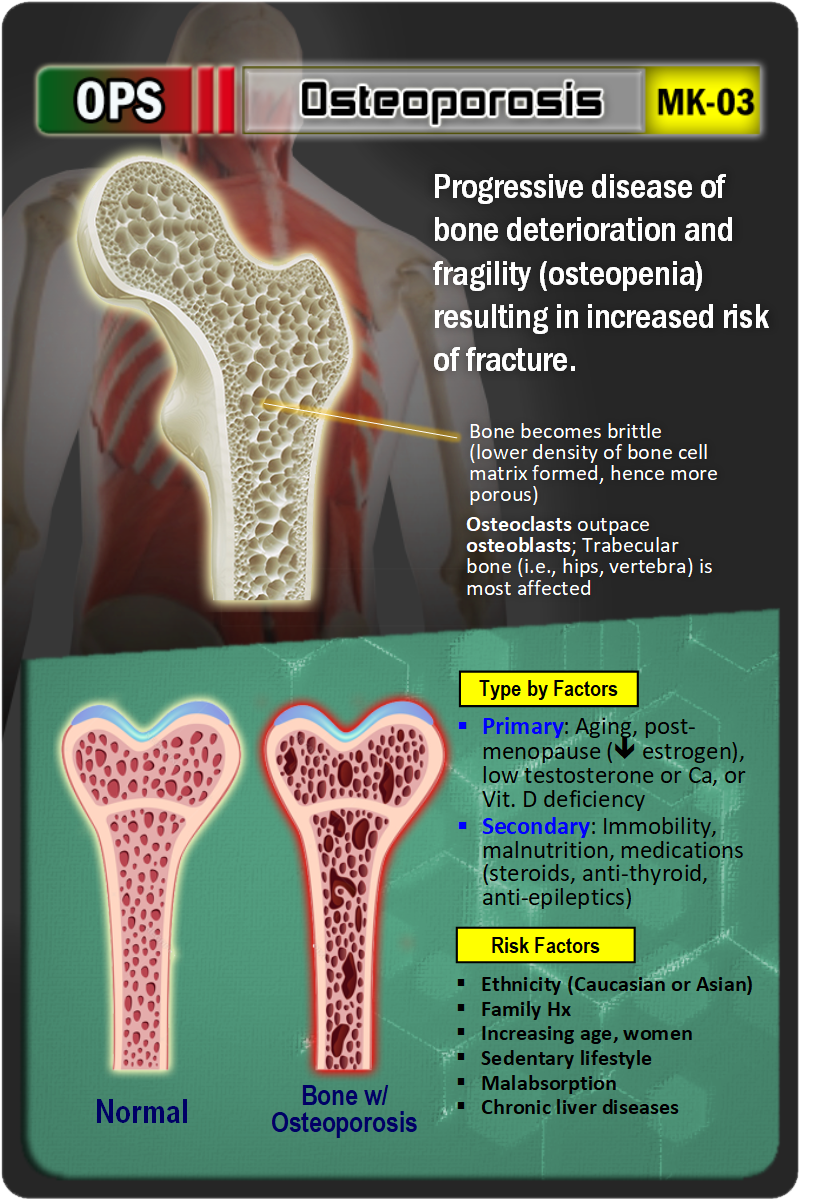 OPS
Osteoporosis
MK-03
Progressive disease of
bone deterioration and
fragility (osteopenia)
resulting in increased risk
of fracture.
Bone becomes brittle
(lower density of bone cell
matrix formed, hence more
porous)
Osteoclasts outpace
osteoblasts; Trabecular
bone (i.e., hips, vertebra) is
most affected
Type by Factors
▪ Primary: Aging, post-
menopause (🡻 estrogen),
low testosterone or Ca, or
Vit. D deficiency
▪ Secondary: Immobility,
malnutrition, medications
(steroids, anti-thyroid,
anti-epileptics)
Risk Factors
▪ Ethnicity (Caucasian or Asian)
▪ Family Hx
▪ Increasing age, women
▪ Sedentary lifestyle
▪ Malabsorption
▪ Chronic liver diseases
Normal
Bone w/
Osteoporosis